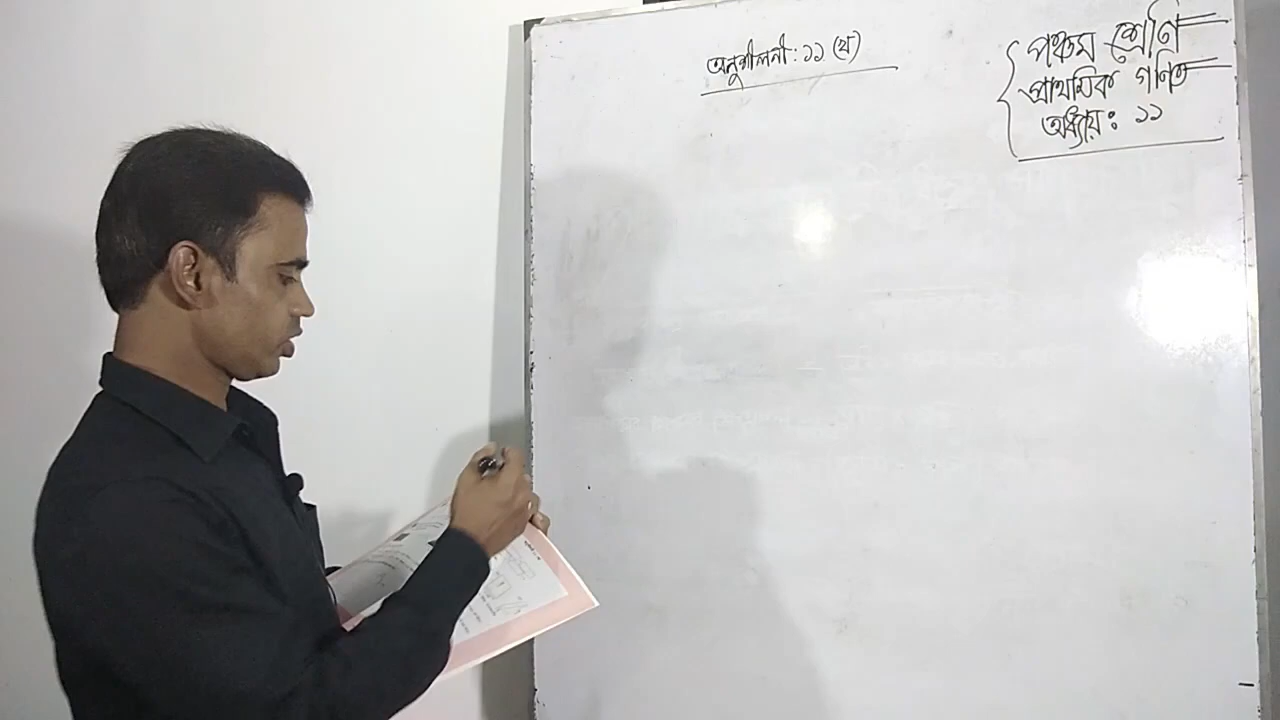 অনুশীলনী : ১১ (খ)
পঞ্চম শ্রেণি
প্রাথমিক গণিত
অধ্যায় : ১১